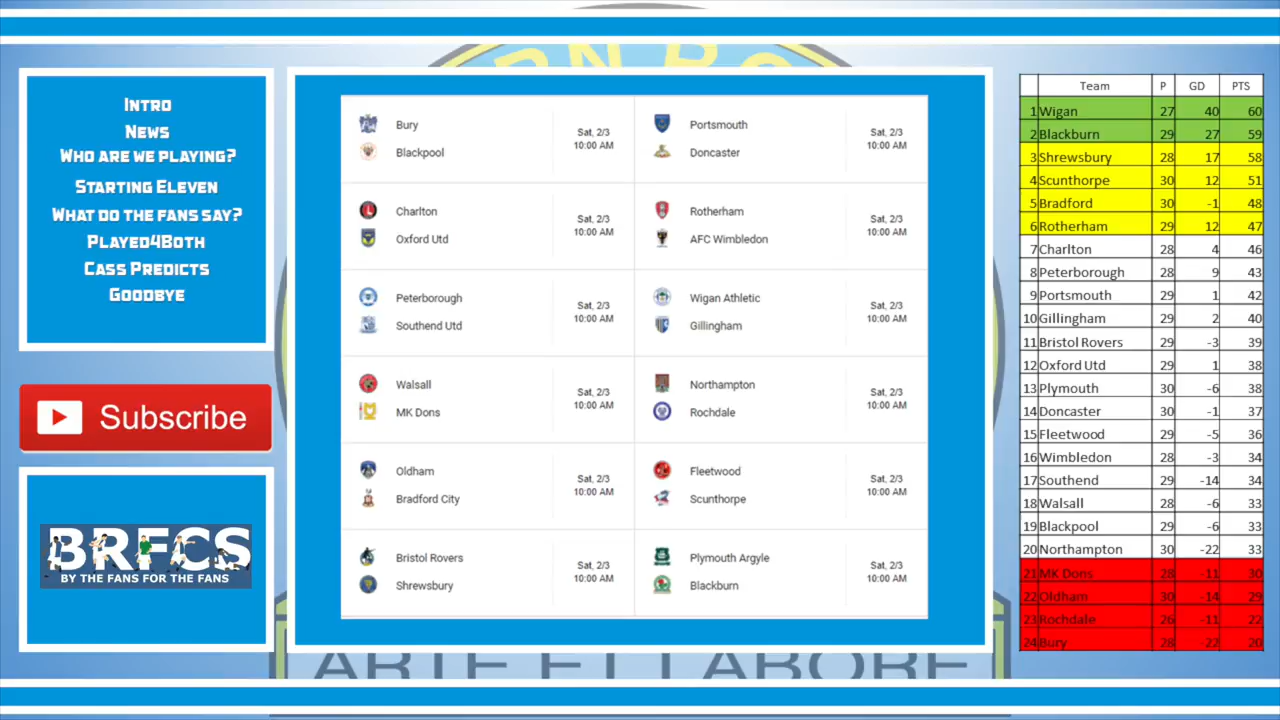 RN RO
INTRO
NEWS
WHO ARE WE PLAYING?
STARTING ELEVEN
WHAT DO THE FANS SAY?
PLAYED4BOTH
CASS PREDICTS
GOODBYE
Subscribe
BRFCS
BY THE FANS FOR THE FANS
Bury
Blackpool
Sat, 2/3
10:00 AM
Portsmouth
Doncaster
Sat, 2/3
10:00 AM
Charlton
Oxford Utd
Sat, 2/3
10:00 AM
Rotherham
AFC Wimbledon
Sat, 2/3
10:00 AM
Peterborough
Southend Utd
Sat, 2/3
10:00 AM
Wigan Athletic
Gillingham
Sat, 2/3
10:00 AM
Walsall
MK Dons
Sat, 2/3
10:00 AM
Northampton
Rochdale
Sat, 2/3
10:00 AM
Oldham
Bradford City
Sat, 2/3
10:00 AM
Fleetwood
Scunthorpe
Sat, 2/3
10:00 AM
Bristol Rovers
Shrewsbury
Sat, 2/3
10:00 AM
Plymouth Argyle
Blackburn
Sat, 2/3
10:00 AM
Team P GD PTS
1 Wigan 27 40 60
2 Blackburn 29 27 59
3 Shrewsbury 28 17 58
4 Scunthorpe 30 12 51
5 Bradford 30 -1 48
6 Rotherham 29 12 47
7 Charlton 28 4 46
8 Peterborough 28 9 43
9 Portsmouth 29 1 42
10 Gillingham 29 2 40
11 Bristol Rovers 29 -3 39
12 Oxford Utd 29 1 38
13 Plymouth 30 -6 38
14 Doncaster 30 -1 37
15 Fleetwood 29 -5 36
16 Wimbledon 28 -3 34
17 Southend 29 -14 34
18 Walsall 28 -6 33
19 Blackpool 29 -6 33
20 Northampton 30 -22 33
21 MK Dons 28 -11 30
22 Oldham 30 -14 29
23 Rochdale 26 -11 22
24 Bury 28 -22 20
ARTE ET LABORE